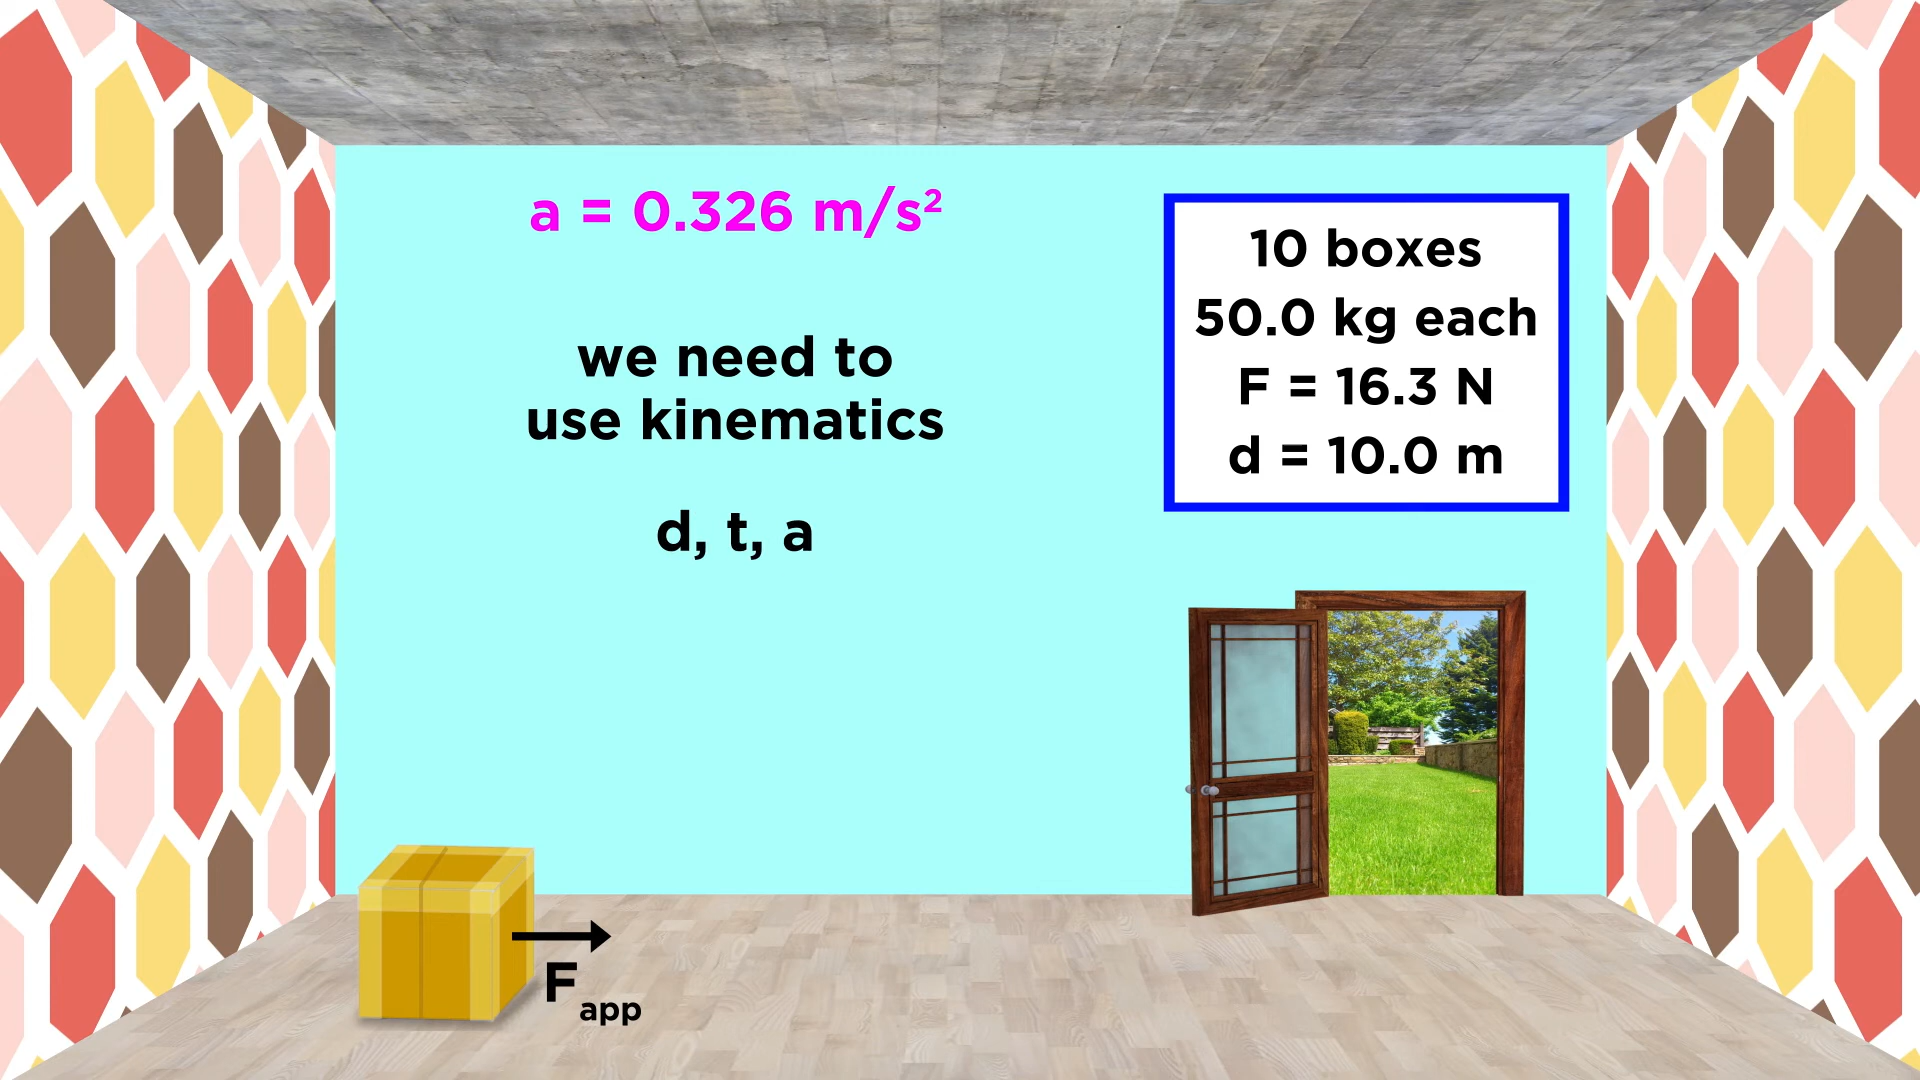 a = 0.326 m/s²
we need to
use kinematics
d, t, a
10 boxes
50.0 kg each
F = 16.3 N
d = 10.0 m
F app